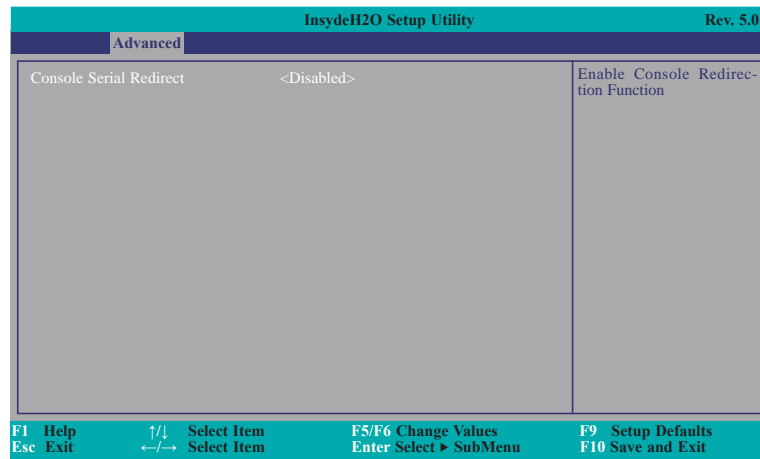 InsydeH2O Setup Utility Rev. 5.0
Advanced
Console Serial Redirect <Disabled>
Enable Console Redirec-
tion Function
F1 Help ↑/↓ Select Item F5/F6 Change Values F9 Setup Defaults
Esc Exit ←/→ Select Item Enter Select ► SubMenu F10 Save and Exit